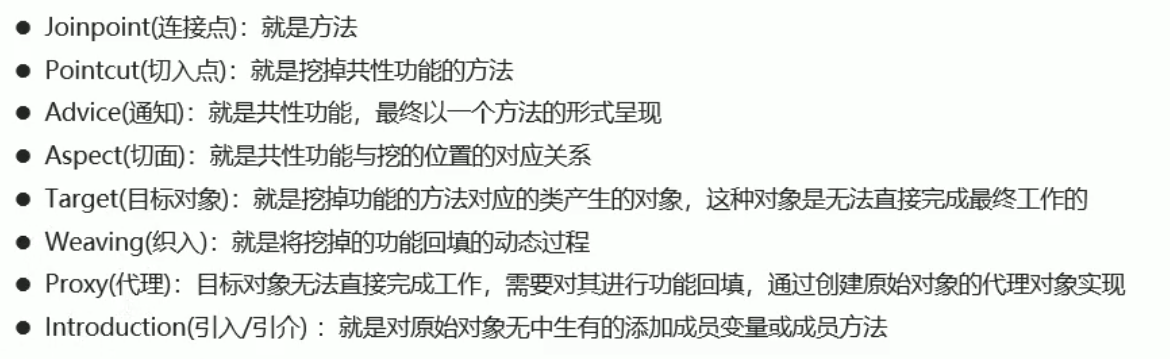 ● Joinpoint(连接点)：就是方法
● Pointcut(切入点)：就是挖掉共性功能的方法
● Advice(通知)：就是共性功能，最终以一个方法的形式呈现
● Aspect(切面)：就是共性功能与挖的位置的对应关系
● Target(目标对象)：就是挖掉功能的方法对应的类产生的对象，这种对象是无法直接完成最终工作的
● Weaving(织入)：就是将挖掉的功能回填的动态过程
● Proxy(代理)：目标对象无法直接完成工作，需要对其进行功能回填，通过创建原始对象的代理对象实现
● Introduction(引入/引介) ：就是对原始对象无中生有的添加成员变量或成员方法